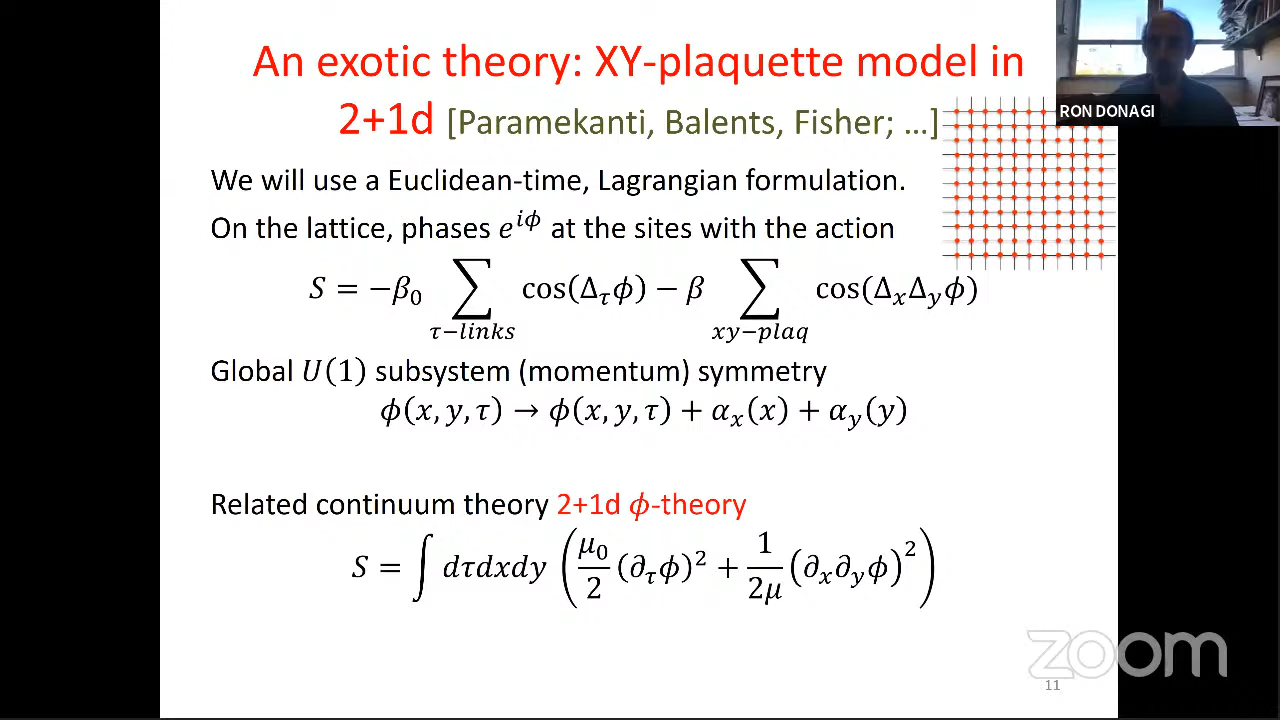 An exotic theory: XY-plaquette model in
2+1d [Paramekanti, Balents, Fisher; …]
RON DONAGI
We will use a Euclidean-time, Lagrangian formulation.
On the lattice, phases e^{iϕ} at the sites with the action
S = −β₀ ∑_{τ−links} cos(Δ_τ ϕ) − β ∑_{xy−plaq} cos(Δ_x Δ_y ϕ)
Global U(1) subsystem (momentum) symmetry
ϕ(x, y, τ) → ϕ(x, y, τ) + α_x(x) + α_y(y)
Related continuum theory 2+1d ϕ-theory
S = ∫ dτdxdy (μ₀/2 (∂_τ ϕ)² + 1/2μ (∂_x ∂_y ϕ)²)
zoom
11